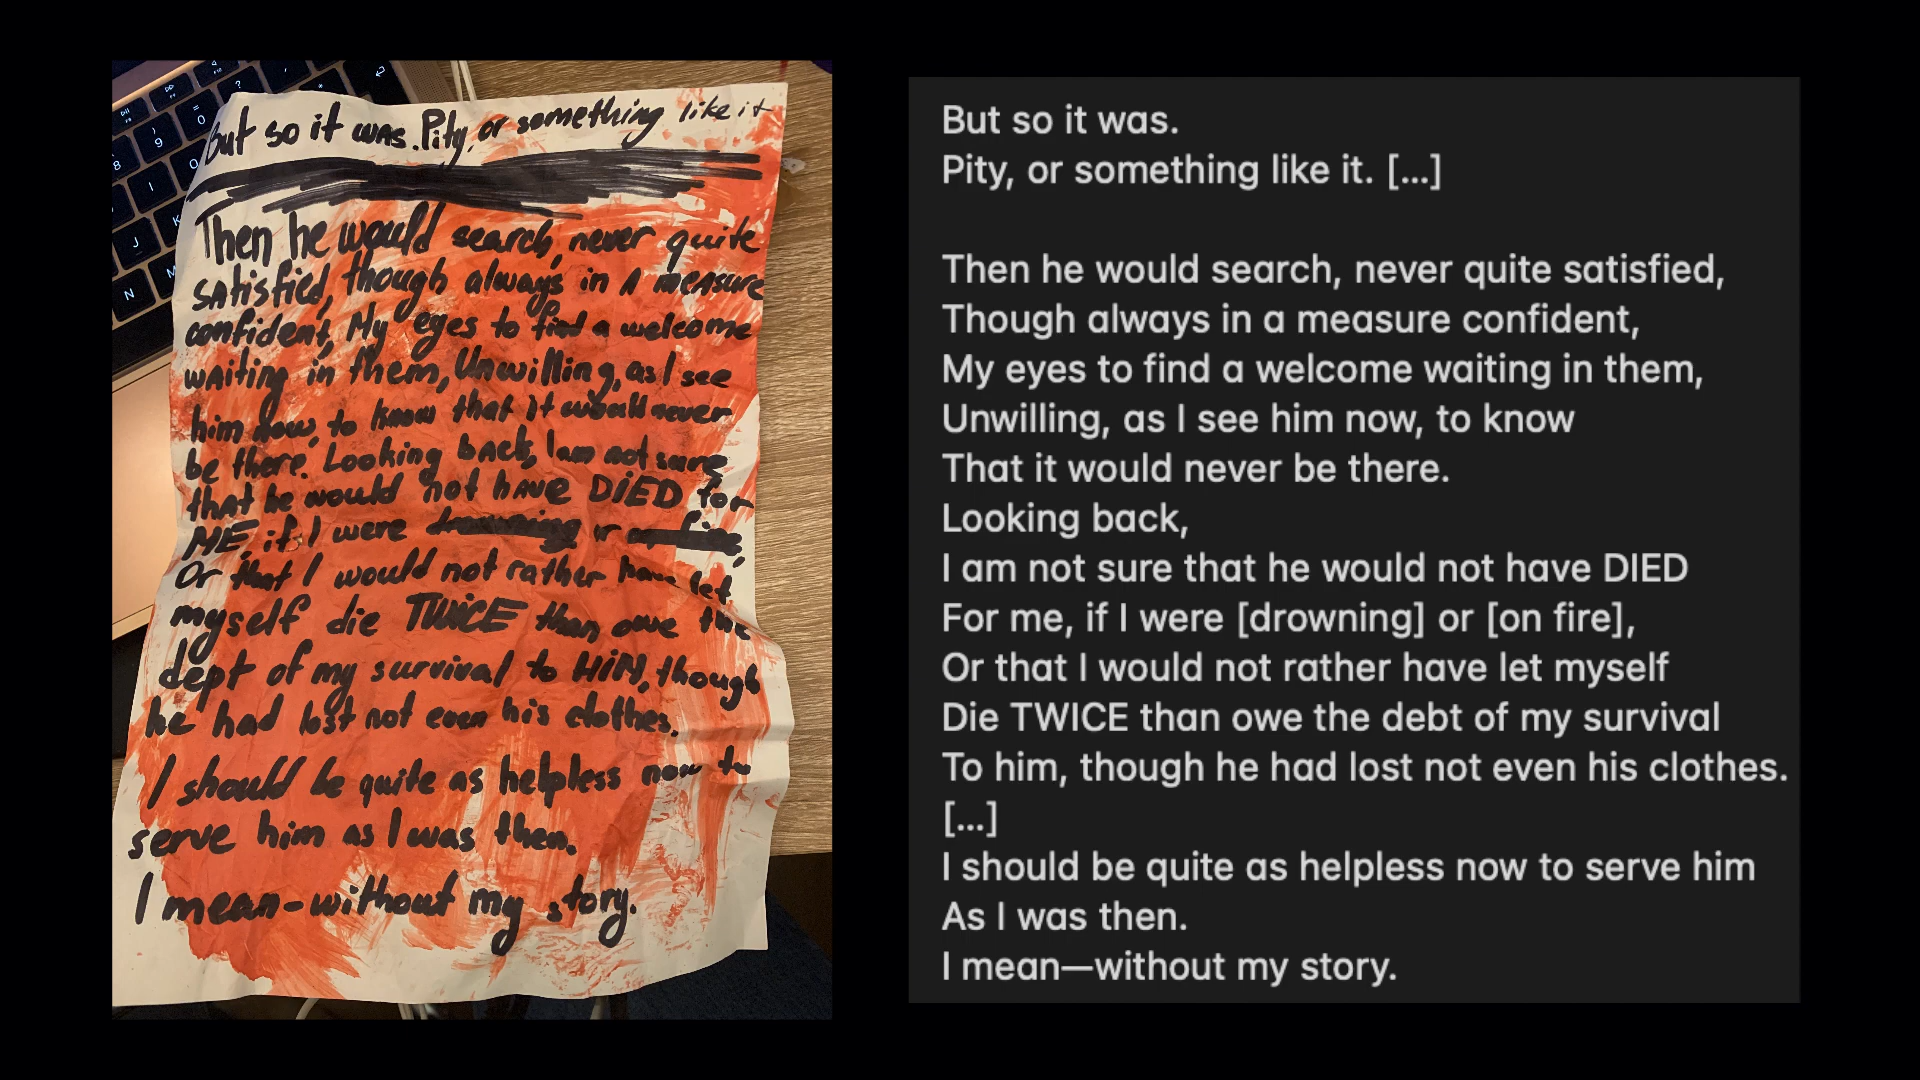 But so it was. Pity, or something like it
Then he would search, never quite
satisfied, though always in a measure
confident, My eyes to find a welcome
waiting in them, Unwilling, as I see
him now, to know that it would never
be there. Looking back, I am not sure
that he would not have DIED for
ME, if I were drowning or on fire,
Or that I would not rather have let
myself die TWICE than owe the
dept of my survival to HIM, though
he had lost not even his clothes.
I should be quite as helpless now to
serve him as I was then.
I mean-without my story.
But so it was.
Pity, or something like it. [...]
Then he would search, never quite satisfied,
Though always in a measure confident,
My eyes to find a welcome waiting in them,
Unwilling, as I see him now, to know
That it would never be there.
Looking back,
I am not sure that he would not have DIED
For me, if I were [drowning] or [on fire],
Or that I would not rather have let myself
Die TWICE than owe the debt of my survival
To him, though he had lost not even his clothes.
[...]
I should be quite as helpless now to serve him
As I was then.
I mean—without my story.